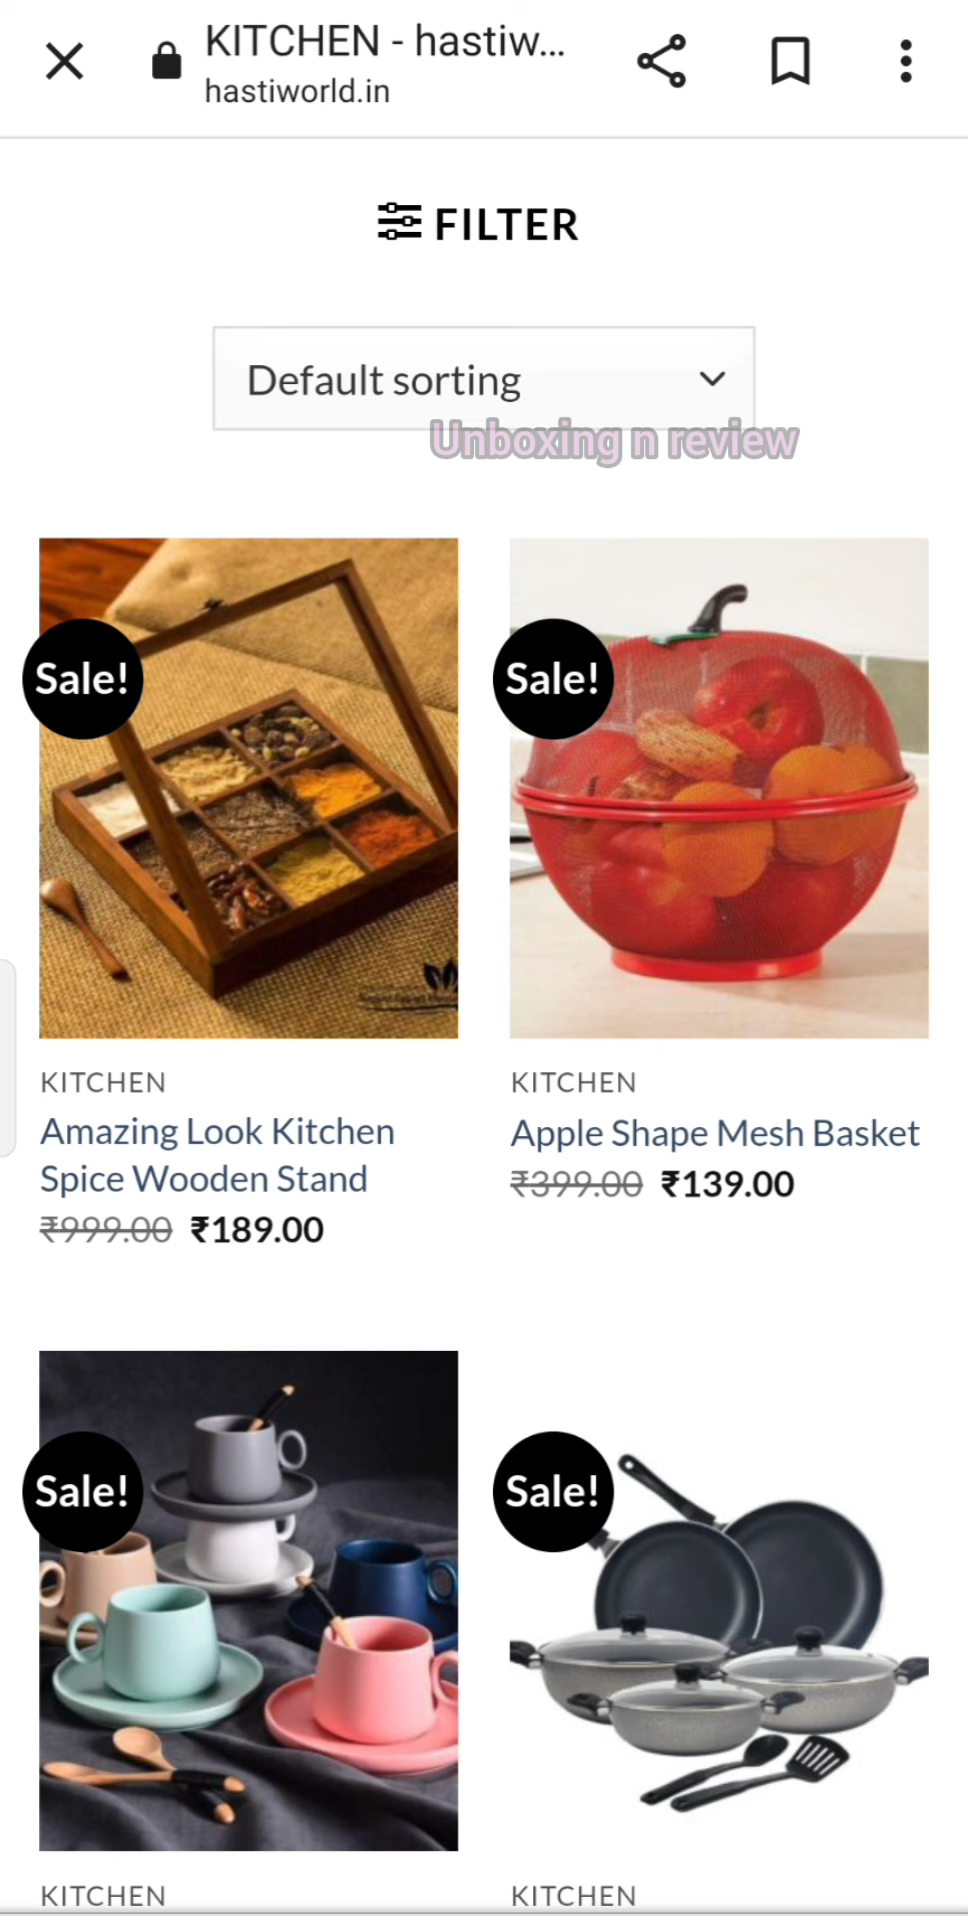 KITCHEN - hastiw...
hastiworld.in
FILTER
Default sorting
Unboxing n review
Sale!
Sale!
KITCHEN
Amazing Look Kitchen
Spice Wooden Stand
₹999.00 ₹189.00
KITCHEN
Apple Shape Mesh Basket
₹399.00 ₹139.00
Sale!
Sale!
KITCHEN
KITCHEN